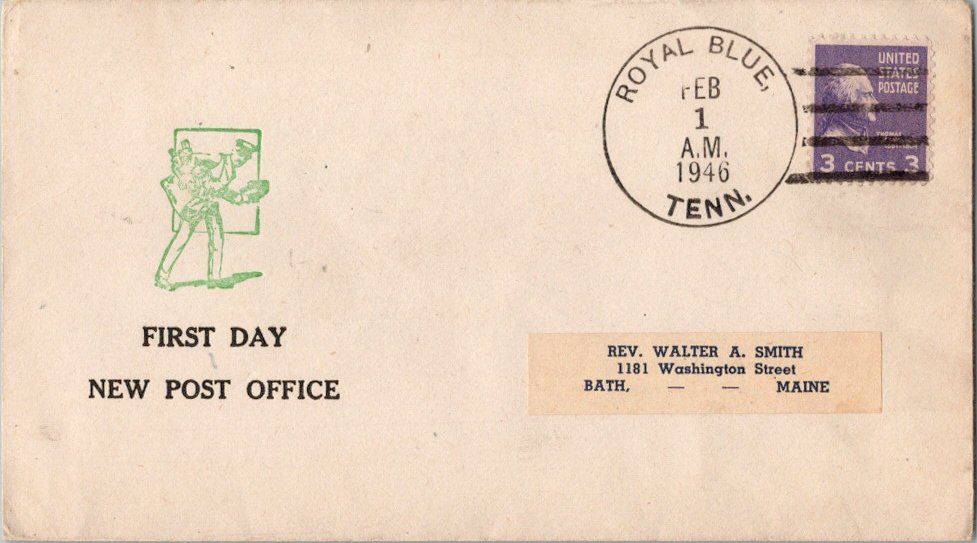 ROYAL BLUE,
FEB
1
A.M.
1946
TENN.
UNITED
STATES
POSTAGE
THOMAS
3 CENTS 3
FIRST DAY
NEW POST OFFICE
REV. WALTER A. SMITH
1181 Washington Street
BATH, — — MAINE